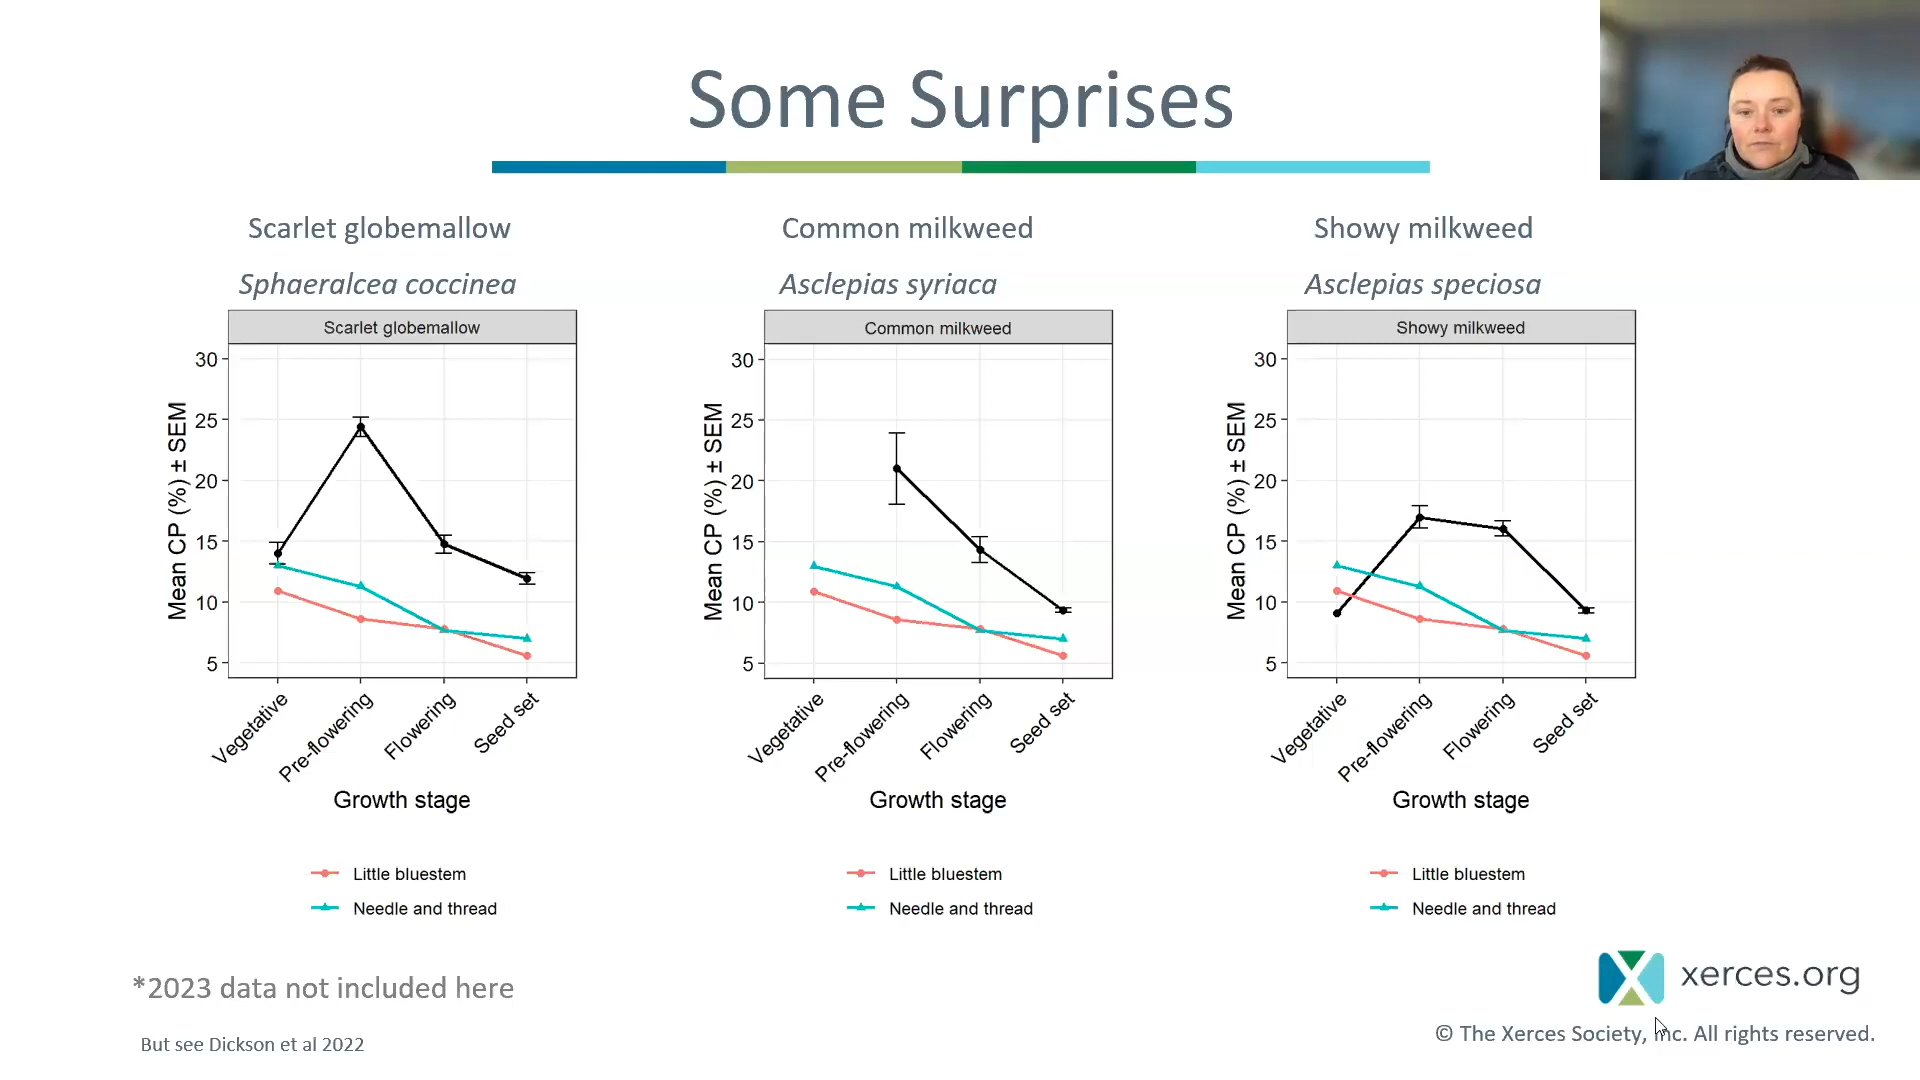 Some Surprises
Scarlet globemallow
Sphaeralcea coccinea
Scarlet globemallow
30
25
20
15
10
5
Mean CP (%) ± SEM
Vegetative
Pre-flowering
Flowering
Seed set
Growth stage
Little bluestem
Needle and thread
Common milkweed
Asclepias syriaca
Common milkweed
30
25
20
15
10
5
Mean CP (%) ± SEM
Vegetative
Pre-flowering
Flowering
Seed set
Growth stage
Little bluestem
Needle and thread
Showy milkweed
Asclepias speciosa
Showy milkweed
30
25
20
15
10
5
Mean CP (%) ± SEM
Vegetative
Pre-flowering
Flowering
Seed set
Growth stage
Little bluestem
Needle and thread
*2023 data not included here
But see Dickson et al 2022
xerces.org
© The Xerces Society, Inc. All rights reserved.